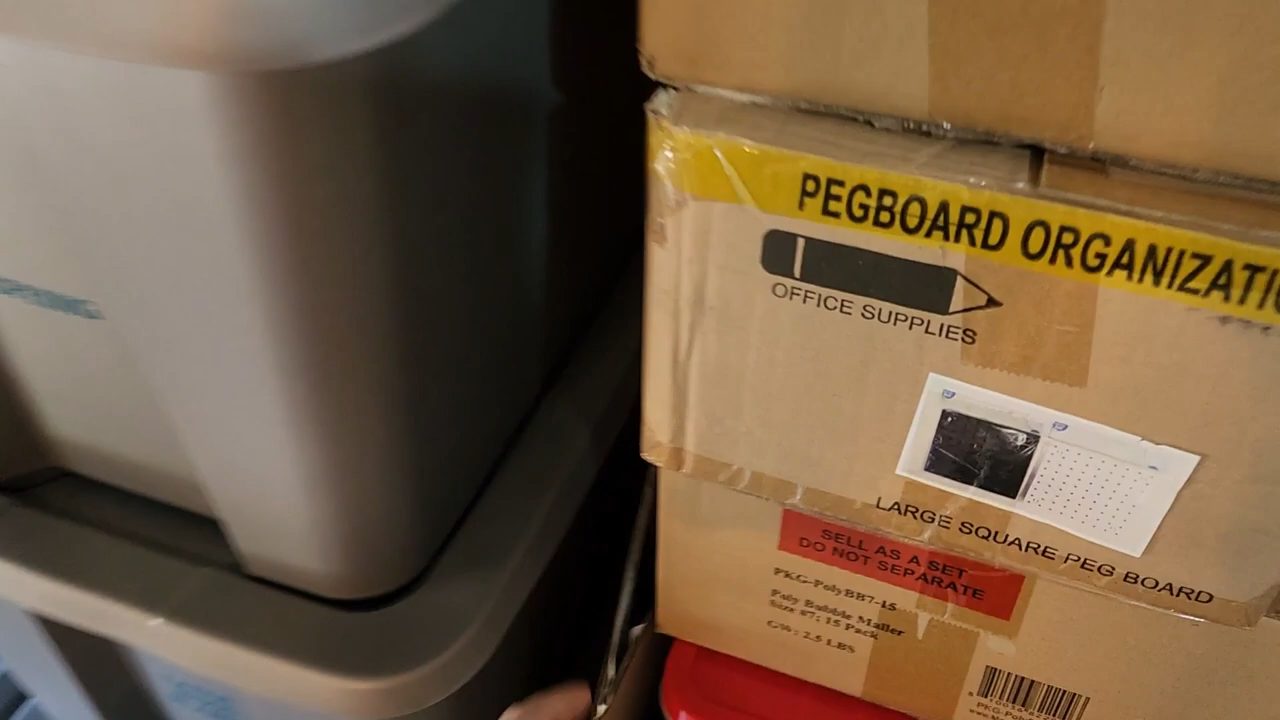 PEGBOARD ORGANIZATI
OFFICE SUPPLIES
LARGE SQUARE PEG BOARD
SELL AS A SET
DO NOT SEPARATE
PKG-PolyBB7-15
Poly Bubble Mailer
Size #7; 15 Pack
GW: 2.5 LBS